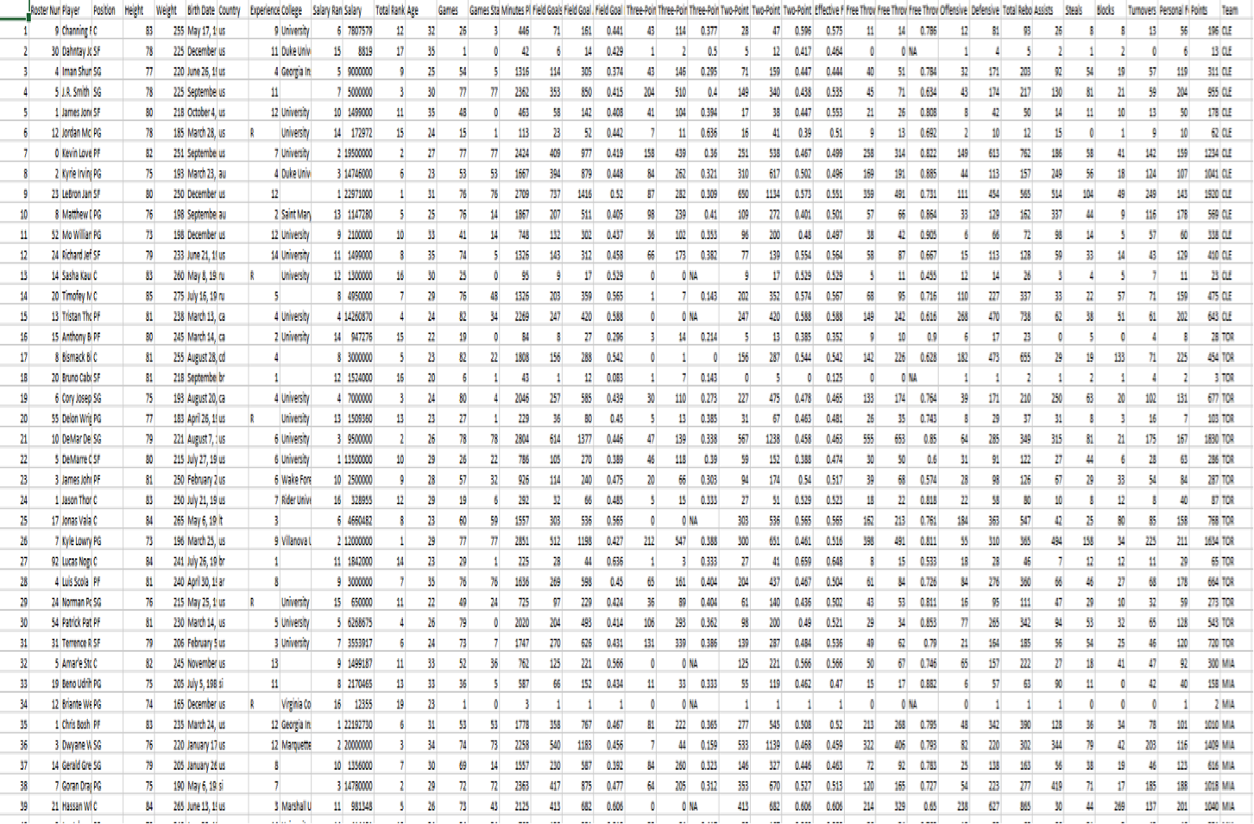 Roster Nur Player Position Height Weight Birth Date Country Experience College Salary Ran Salary Total Rank Age Games Games Sta Minutes Pl Field Goals Field Goal Field Goal Three-Poin Three-Poin Three-Poin Two-Point Two-Point Two-Point Effective F Free Throv Free Throv Free Throv Offensive Defensive Total Rebo Assists Steals Blocks Turnovers Personal F Points Team
1 9 Channing F C 83 255 May 17, 1 us 9 University 6 7807579 12 32 26 3 446 71 161 0.441 43 114 0.377 28 47 0.596 0.575 11 14 0.786 12 81 93 26 8 8 13 56 196 CLE
2 30 Dahntay Jo SF 78 225 December us 11 Duke Univ 15 8819 17 35 1 0 42 6 14 0.429 1 2 0.5 5 12 0.417 0.464 0 0 NA 1 4 5 2 1 2 0 6 13 CLE
3 4 Iman Shun SG 77 220 June 26, 1 us 4 Georgia In 5 9000000 9 25 54 5 1316 114 305 0.374 43 146 0.295 71 159 0.447 0.444 40 51 0.784 32 171 203 92 54 19 57 119 311 CLE
4 5 J.R. Smith SG 78 225 Septembe us 11 7 5000000 3 30 77 77 2362 353 850 0.415 204 510 0.4 149 340 0.438 0.535 45 71 0.634 43 174 217 130 81 21 59 204 955 CLE
5 1 James Jone SF 80 218 October 4, us 12 University 10 1499000 11 35 48 0 463 58 142 0.408 41 104 0.394 17 38 0.447 0.553 21 26 0.808 8 42 50 14 11 10 13 50 178 CLE
6 12 Jordan Mc PG 78 185 March 28, us R University 14 172972 15 24 15 1 113 23 52 0.442 7 11 0.636 16 41 0.39 0.51 9 13 0.692 2 10 12 15 0 1 9 10 62 CLE
7 0 Kevin Love PF 82 251 Septembe us 7 University 2 19500000 2 27 77 77 2424 409 977 0.419 158 439 0.36 251 538 0.467 0.499 258 314 0.822 149 613 762 186 58 41 142 159 1234 CLE
8 2 Kyrie Irving PG 75 193 March 23, au 4 Duke Univ 3 14746000 6 23 53 53 1667 394 879 0.448 84 262 0.321 310 617 0.502 0.496 169 191 0.885 44 113 157 249 56 18 124 107 1041 CLE
9 23 LeBron Jan SF 80 250 December us 12 1 22971000 1 31 76 76 2709 737 1416 0.52 87 282 0.309 650 1134 0.573 0.551 359 491 0.731 111 454 565 514 104 49 249 143 1920 CLE
10 8 Matthew D PG 76 198 Septembe au 2 Saint Mary 13 1147280 5 25 76 14 1867 207 511 0.405 98 239 0.41 109 272 0.401 0.501 57 66 0.864 33 129 162 337 44 9 116 178 569 CLE
11 52 Mo Willian PG 73 198 December us 12 University 9 2100000 10 33 41 14 748 132 302 0.437 36 102 0.353 96 200 0.48 0.497 38 42 0.905 6 66 72 98 14 5 57 60 338 CLE
12 24 Richard Jef SF 79 233 June 21, 1 us 14 University 11 1499000 8 35 74 5 1326 143 312 0.458 66 173 0.382 77 139 0.554 0.564 58 87 0.667 15 113 128 59 33 14 43 129 410 CLE
13 14 Sasha Kau C 83 260 May 8, 19 ru R University 12 1300000 16 30 25 0 95 9 17 0.529 0 0 NA 9 17 0.529 0.529 5 11 0.455 12 14 26 3 4 5 7 11 23 CLE
14 20 Timofey M C 85 275 July 16, 19 ru 5 8 4950000 7 29 76 48 1326 203 359 0.565 1 7 0.143 202 352 0.574 0.567 68 95 0.716 110 227 337 33 22 57 71 159 475 CLE
15 13 Tristan Tho PF 81 238 March 13, ca 4 University 4 14260870 4 24 82 34 2269 247 420 0.588 0 0 NA 247 420 0.588 0.588 149 242 0.616 268 470 738 62 38 51 61 202 643 CLE
16 15 Anthony B PF 80 245 March 14, ca 2 University 14 947276 15 22 19 0 84 8 27 0.296 3 14 0.214 5 13 0.385 0.352 9 10 0.9 6 17 23 0 5 0 4 8 28 TOR
17 8 Bismack Bi C 81 255 August 28, cd 4 8 3000000 5 23 82 22 1808 156 288 0.542 0 1 0 156 287 0.544 0.542 142 226 0.628 182 473 655 29 19 133 71 225 454 TOR
18 20 Bruno Cabo SF 81 218 Septembe br 1 12 1524000 16 20 6 1 43 1 12 0.083 1 7 0.143 0 5 0 0.125 0 0 NA 1 1 2 1 2 1 4 2 3 TOR
19 6 Cory Josep SG 75 193 August 20, ca 4 University 4 7000000 3 24 80 4 2046 257 585 0.439 30 110 0.273 227 475 0.478 0.465 133 174 0.764 39 171 210 250 63 20 102 131 677 TOR
20 55 Delon Wrig PG 77 183 April 26, 1 us R University 13 1509360 13 23 27 1 229 36 80 0.45 5 13 0.385 31 67 0.463 0.481 26 35 0.743 8 29 37 31 8 3 16 7 103 TOR
21 10 DeMar De SG 79 221 August 7, us 6 University 3 9500000 2 26 78 78 2804 614 1377 0.446 47 139 0.338 567 1238 0.458 0.463 555 653 0.85 64 285 349 315 81 21 175 167 1830 TOR
22 5 DeMarre C SF 80 215 July 27, 19 us 6 University 1 13500000 10 29 26 22 786 105 270 0.389 46 118 0.39 59 152 0.388 0.474 30 50 0.6 31 91 122 27 44 6 28 63 286 TOR
23 3 James Joh PF 81 250 February 2 us 6 Wake Fore 10 2500000 9 28 57 32 926 114 240 0.475 20 66 0.303 94 174 0.54 0.517 39 68 0.574 28 98 126 67 29 33 54 84 287 TOR
24 1 Jason Thor C 83 250 July 21, 19 us 7 Rider Univ 16 328955 12 29 19 6 292 32 66 0.485 5 15 0.333 27 51 0.529 0.523 18 22 0.818 22 58 80 10 8 12 8 40 87 TOR
25 17 Jonas Vala C 84 265 May 6, 19 lt 3 6 4660482 8 23 60 59 1557 303 536 0.565 0 0 NA 303 536 0.565 0.565 162 213 0.761 184 363 547 42 25 80 85 158 768 TOR
26 7 Kyle Lowry PG 73 196 March 25, us 9 Villanova U 2 12000000 1 29 77 77 2851 512 1198 0.427 212 547 0.388 300 651 0.461 0.516 398 491 0.811 55 310 365 494 158 34 225 211 1634 TOR
27 92 Lucas Nogu C 84 241 July 26, 19 br 1 11 1842000 14 23 29 1 225 28 44 0.636 1 3 0.333 27 41 0.659 0.648 8 15 0.533 18 28 46 7 12 12 11 29 65 TOR
28 4 Luis Scola PF 81 240 April 30, 1 ar 8 9 3000000 7 35 76 76 1636 269 598 0.45 65 161 0.404 204 437 0.467 0.504 61 84 0.726 84 276 360 66 46 27 68 178 664 TOR
29 24 Norman Po SG 76 215 May 25, 1 us R University 15 650000 11 22 49 24 725 97 229 0.424 36 89 0.404 61 140 0.436 0.502 43 53 0.811 16 95 111 47 29 10 32 59 273 TOR
30 54 Patrick Pat PF 81 230 March 14, us 5 University 5 6268675 4 26 79 0 2020 204 493 0.414 106 293 0.362 98 200 0.49 0.521 29 34 0.853 77 265 342 94 53 32 65 128 543 TOR
31 31 Terrence R SF 79 206 February 5 us 3 University 7 3553917 6 24 73 7 1747 270 626 0.431 131 339 0.386 139 287 0.484 0.536 49 62 0.79 21 164 185 56 54 25 46 120 720 TOR
32 5 Amar'e Sto C 82 245 November us 13 9 1499187 11 33 52 36 762 125 221 0.566 0 0 NA 125 221 0.566 0.566 50 67 0.746 65 157 222 27 18 41 47 92 300 MIA
33 19 Beno Udrih PG 75 205 July 5, 198 si 11 8 2170465 13 33 36 5 587 66 152 0.434 11 33 0.333 55 119 0.462 0.47 15 17 0.882 6 57 63 90 11 0 42 40 158 MIA
34 12 Briante We PG 74 165 December us R Virginia Co 16 12355 19 23 1 0 3 1 1 1 0 0 NA 1 1 1 1 0 0 NA 0 1 1 1 0 0 0 1 2 MIA
35 1 Chris Bosh PF 83 235 March 24, us 12 Georgia In 1 22192730 6 31 53 53 1778 358 767 0.467 81 222 0.365 277 545 0.508 0.52 213 268 0.795 48 342 390 128 36 34 78 101 1010 MIA
36 3 Dwyane W SG 76 220 January 17 us 12 Marquette 2 20000000 3 34 74 73 2258 540 1183 0.456 7 44 0.159 533 1139 0.468 0.459 322 406 0.793 82 220 302 344 79 42 203 116 1409 MIA
37 14 Gerald Gre SG 79 205 January 26 us 8 10 1356000 7 30 69 14 1557 230 587 0.392 84 260 0.323 146 327 0.446 0.463 72 92 0.783 25 138 163 56 38 19 46 123 616 MIA
38 7 Goran Drag PG 75 190 May 6, 19 si 7 3 14780000 2 29 72 72 2363 417 875 0.477 64 205 0.312 353 670 0.527 0.513 120 165 0.727 54 223 277 419 71 17 185 188 1018 MIA
39 21 Hassan Wl C 84 265 June 13, 1 us 3 Marshall U 11 981348 5 26 73 43 2125 413 682 0.606 0 0 NA 413 682 0.606 0.606 214 329 0.65 238 627 865 30 44 269 137 201 1040 MIA